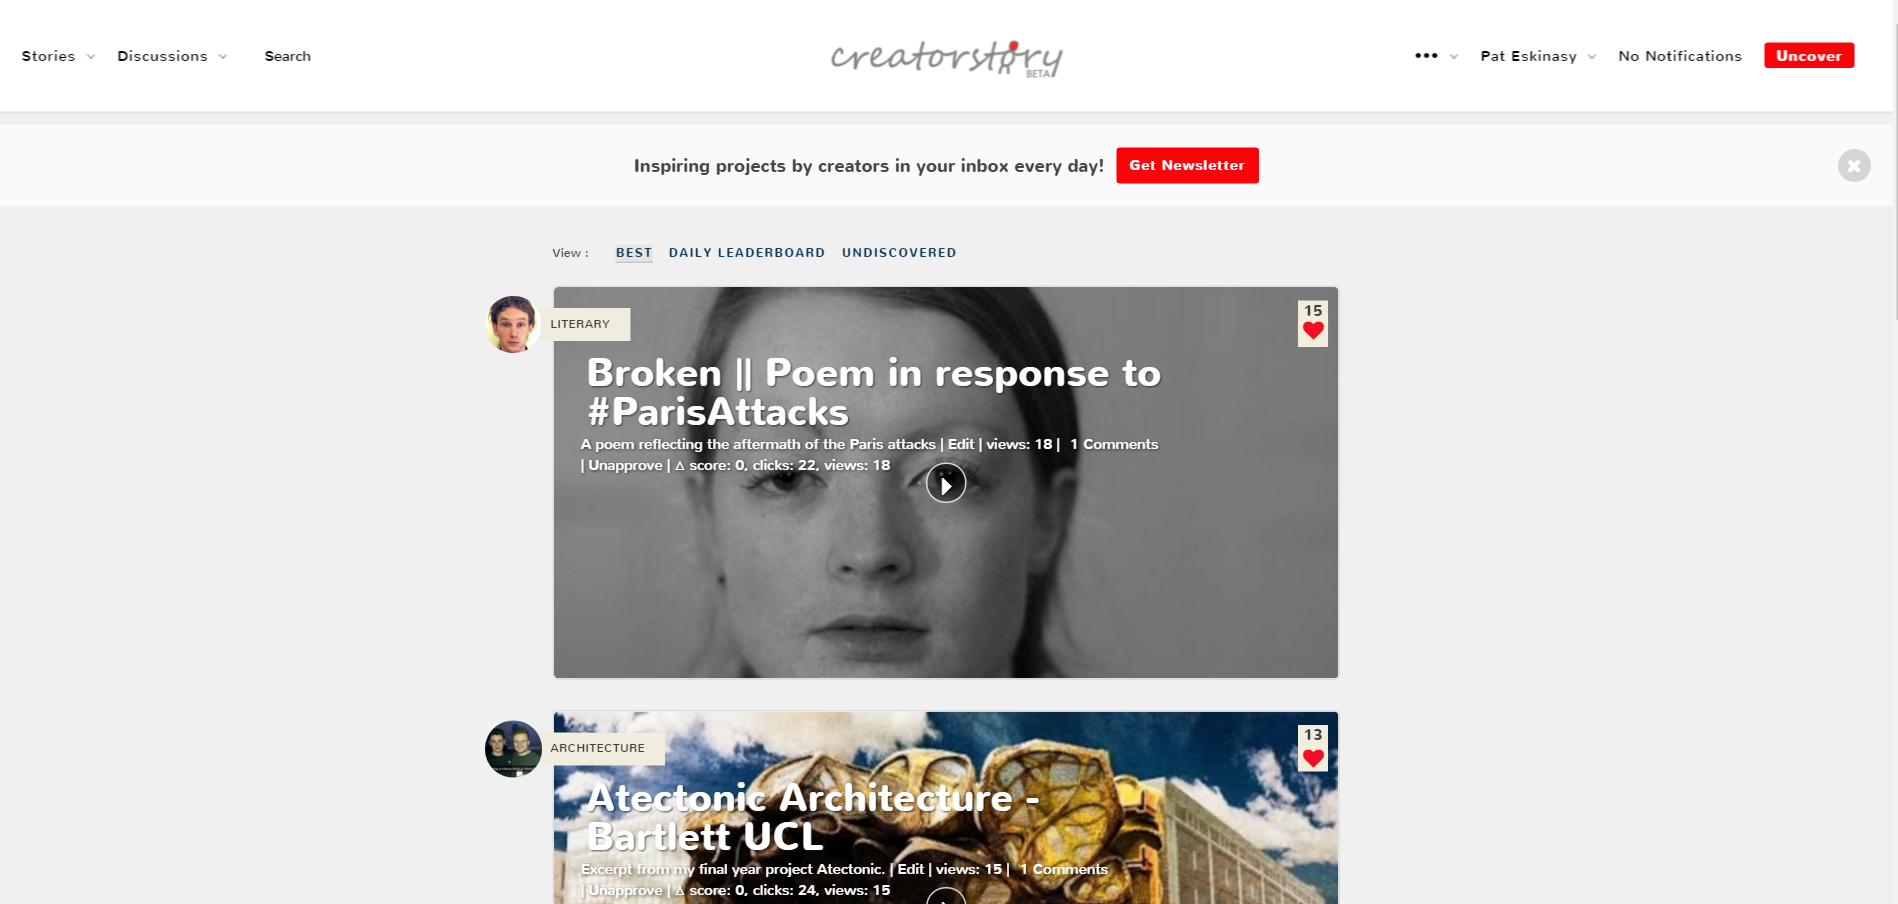 Stories Discussions Search creatorstory BETA ••• Pat Eskinasy No Notifications Uncover
Inspiring projects by creators in your inbox every day! Get Newsletter
View : BEST DAILY LEADERBOARD UNDISCOVERED
LITERARY
15
Broken || Poem in response to
#ParisAttacks
A poem reflecting the aftermath of the Paris attacks | Edit | views: 18 | 1 Comments
| Unapprove | Δ score: 0, clicks: 22, views: 18
ARCHITECTURE
13
Atectonic Architecture -
Bartlett UCL
Excerpt from my final year project Atectonic. | Edit | views: 15 | 1 Comments
| Unapprove | Δ score: 0, clicks: 24, views: 15